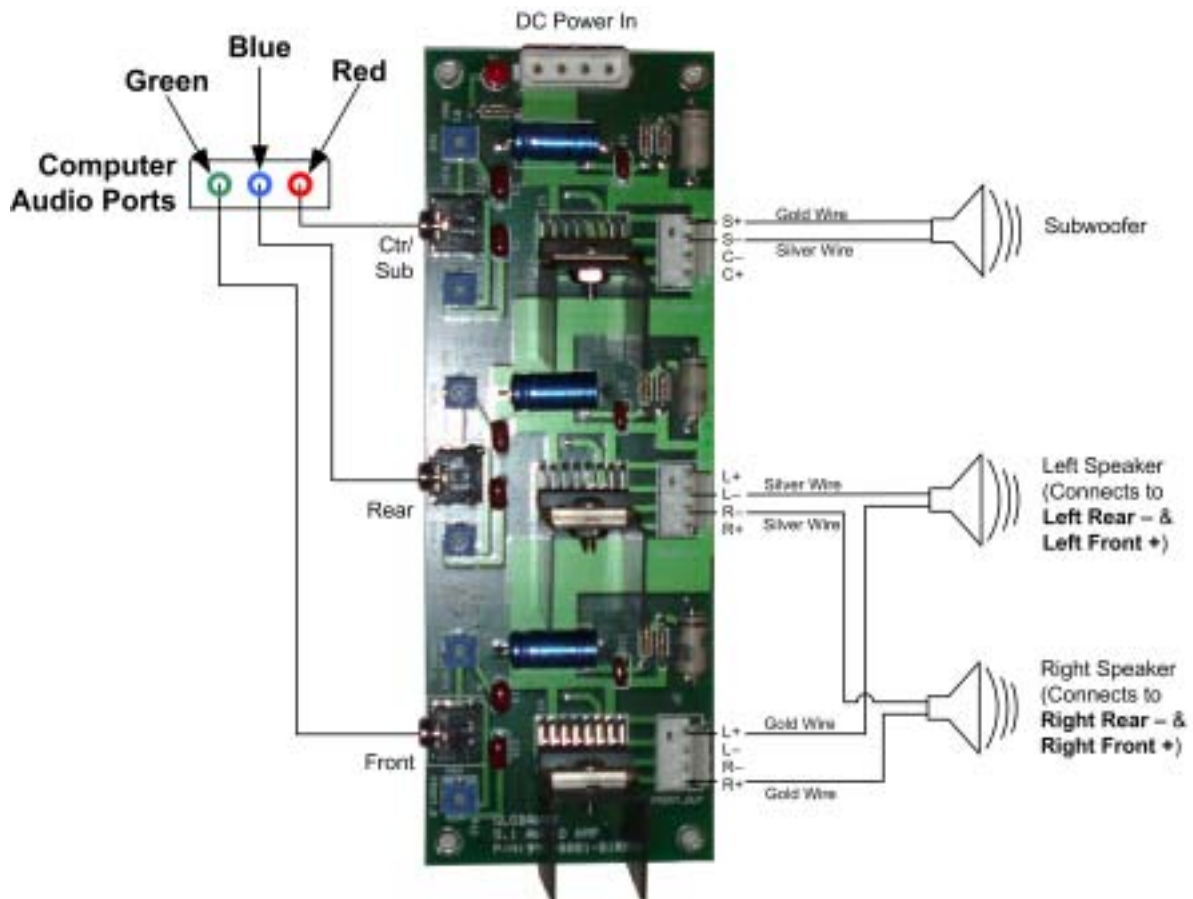 DC Power In
Blue
Green
Red
Computer
Audio Ports
Ctr/
Sub
S+
S-
C-
C+
Gold Wire
Silver Wire
Subwoofer
Rear
L+
L-
R-
R+
Silver Wire
Silver Wire
Left Speaker
(Connects to
Left Rear – &
Left Front +)
Front
L+
L-
R-
R+
Gold Wire
Gold Wire
Right Speaker
(Connects to
Right Rear – &
Right Front +)
AMP